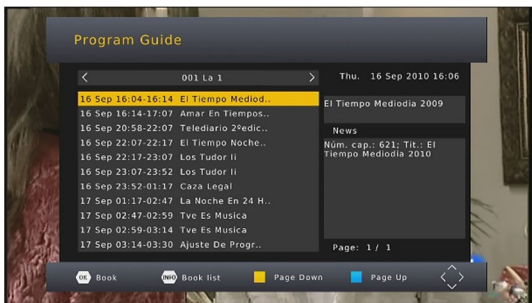 Program Guide
001 La 1
Thu. 16 Sep 2010 16:06
16 Sep 16:04-16:14 El Tiempo Mediod..
16 Sep 16:14-17:07 Amar En Tiempos..
16 Sep 20:58-22:07 Telediario 2ªedic..
16 Sep 22:07-22:17 El Tiempo Noche..
16 Sep 22:17-23:07 Los Tudor Ii
16 Sep 23:07-23:52 Los Tudor Ii
16 Sep 23:52-01:17 Caza Legal
17 Sep 01:17-02:47 La Noche En 24 H..
17 Sep 02:47-02:59 Tve Es Musica
17 Sep 02:59-03:14 Tve Es Musica
17 Sep 03:14-03:30 Ajuste De Progr..
El Tiempo Mediodia 2009
News
Núm. cap.: 621; Tit.: El
Tiempo Mediodia 2010
Page: 1/ 1
OK Book
INFO Book list
Page Down
Page Up